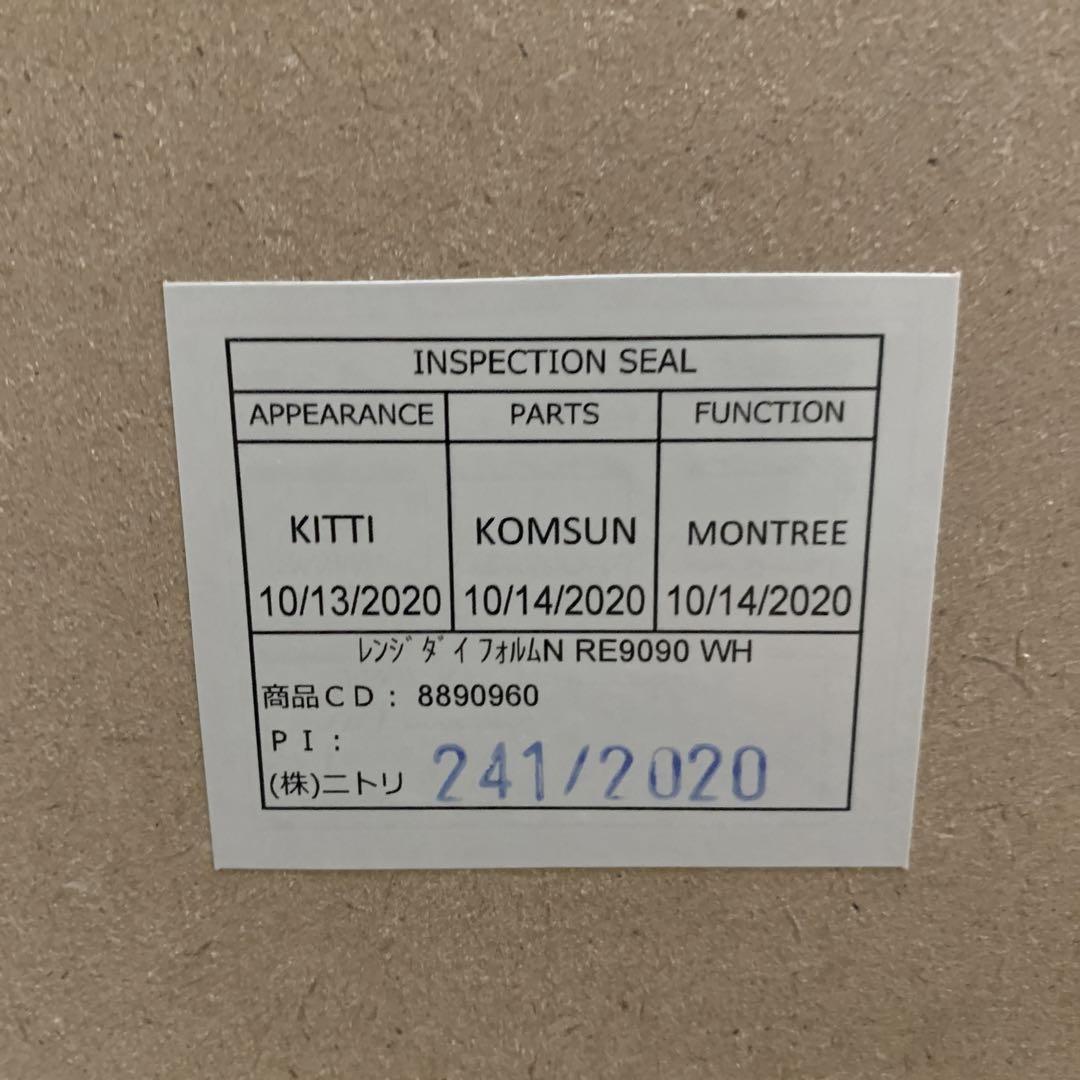 INSPECTION SEAL
APPEARANCE PARTS FUNCTION
KITTI KOMSUN MONTREE
10/13/2020 10/14/2020 10/14/2020
ﾚﾝｼﾞﾀﾞｲ ﾌｫﾙﾑN RE9090 WH
商品ＣＤ： 8890960
ＰＩ：
(株)ニトリ 241/2020